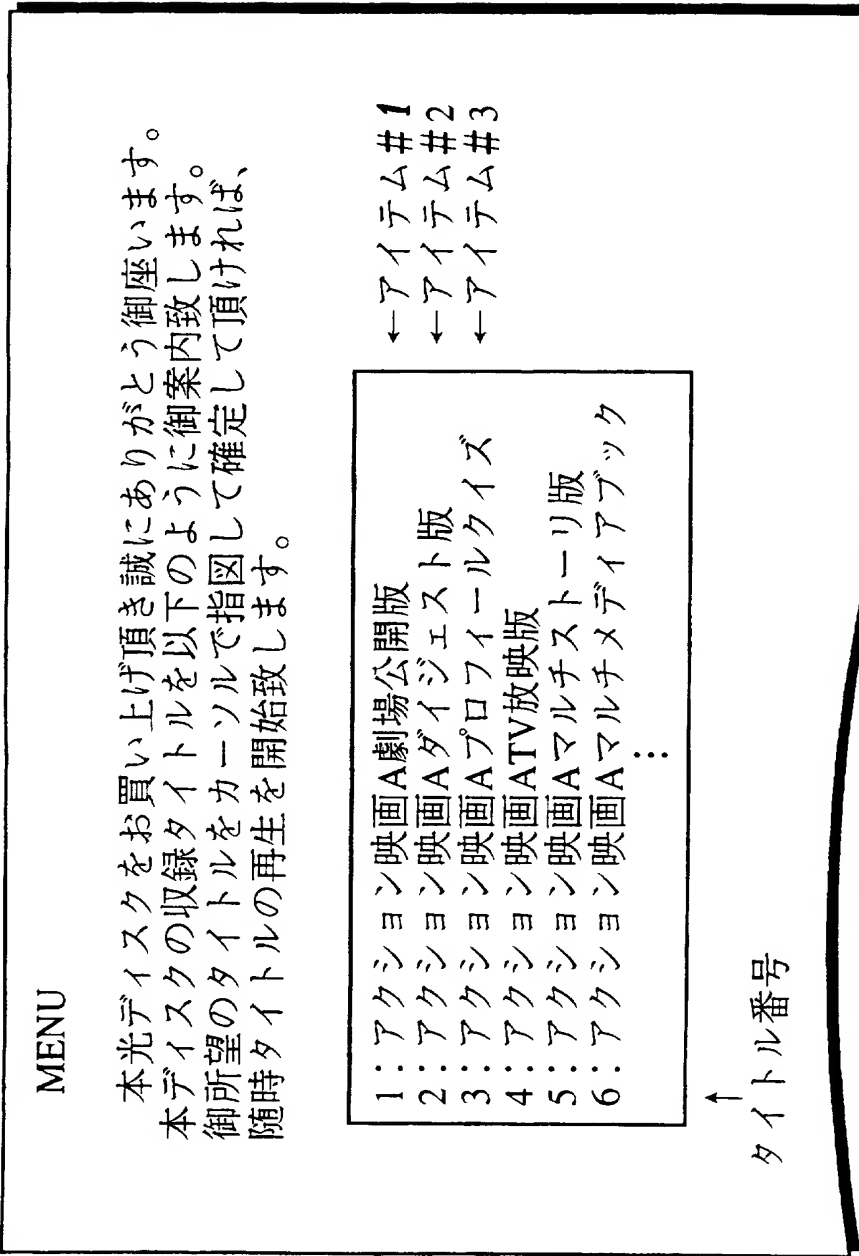 MENU
本光ディスクをお買い上げ頂き誠にありがとう御座います。
本ディスクの収録タイトルを以下のように御案内致します。
御所望のタイトルをカーソルで指図して確定して頂ければ、
随時タイトルの再生を開始致します。
1：アクション映画A劇場公開版 ←アイテム#1
2：アクション映画Aダイジェスト版 ←アイテム#2
3：アクション映画Aプロフィールクイズ ←アイテム#3
4：アクション映画ATV放映版
5：アクション映画Aマルチストーリ版
6：アクション映画Aマルチメディアブック
⋮
↑
タイトル番号